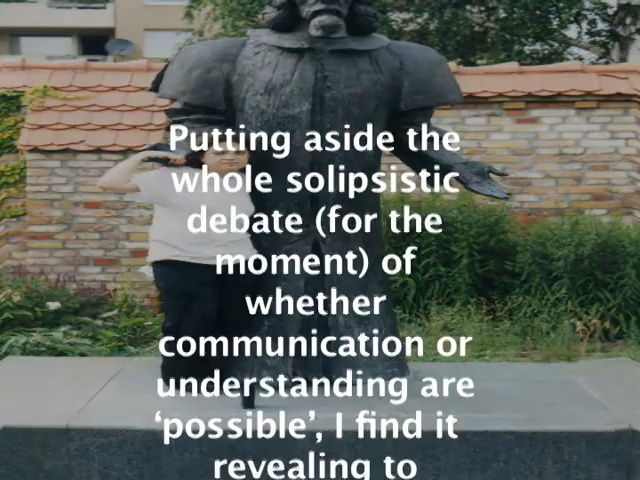 Putting aside the
whole solipsistic
debate (for the
moment) of
whether
communication or
understanding are
‘possible’, I find it
revealing to